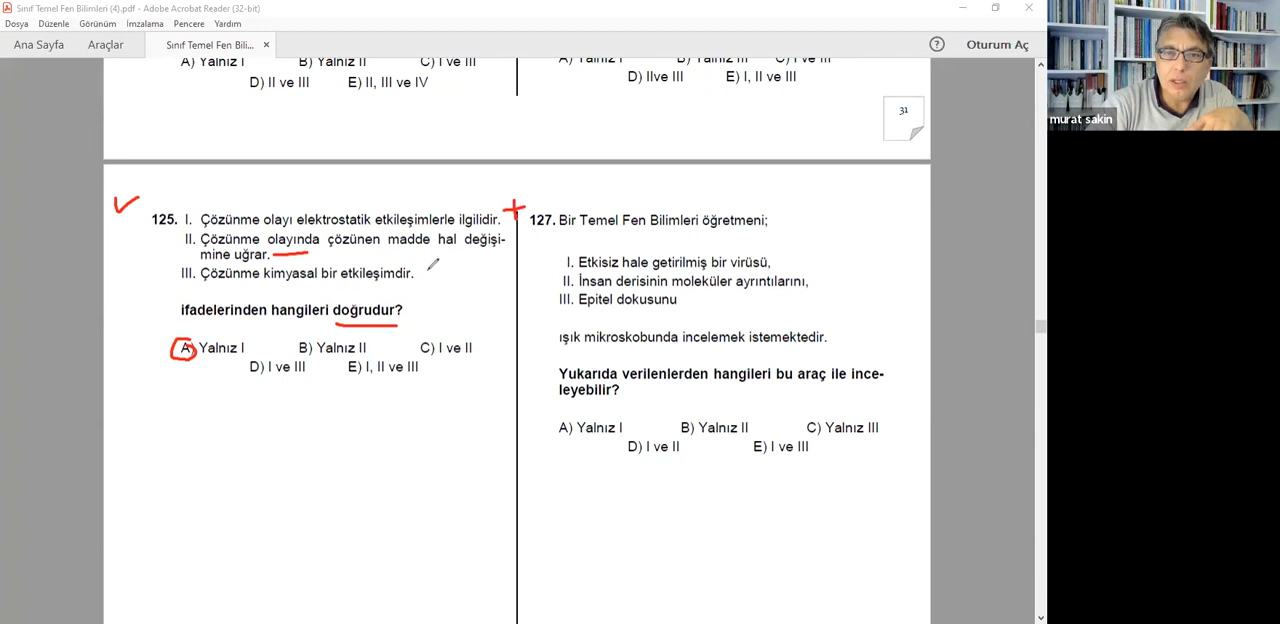 Sınıf Temel Fen Bilimleri (4).pdf - Adobe Acrobat Reader (32-bit)
Dosya Düzenle Görünüm İmzalama Pencere Yardım
Ana Sayfa Araçlar Sınıf Temel Fen Bili... × ? Oturum Aç
A) Yalnız I B) Yalnız II C) I ve III
D) II ve III E) II, III ve IV
A) Yalnız I B) Yalnız III C) I ve III
D) IIve III E) I, II ve III
31
murat sakin
125. I. Çözünme olayı elektrostatik etkileşimlerle ilgilidir.
II. Çözünme olayında çözünen madde hal değişi-
mine uğrar.
III. Çözünme kimyasal bir etkileşimdir.
ifadelerinden hangileri doğrudur?
A) Yalnız I B) Yalnız II C) I ve II
D) I ve III E) I, II ve III
127. Bir Temel Fen Bilimleri öğretmeni;
I. Etkisiz hale getirilmiş bir virüsü,
II. İnsan derisinin moleküler ayrıntılarını,
III. Epitel dokusunu
ışık mikroskobunda incelemek istemektedir.
Yukarıda verilenlerden hangileri bu araç ile ince-
leyebilir?
A) Yalnız I B) Yalnız II C) Yalnız III
D) I ve II E) I ve III